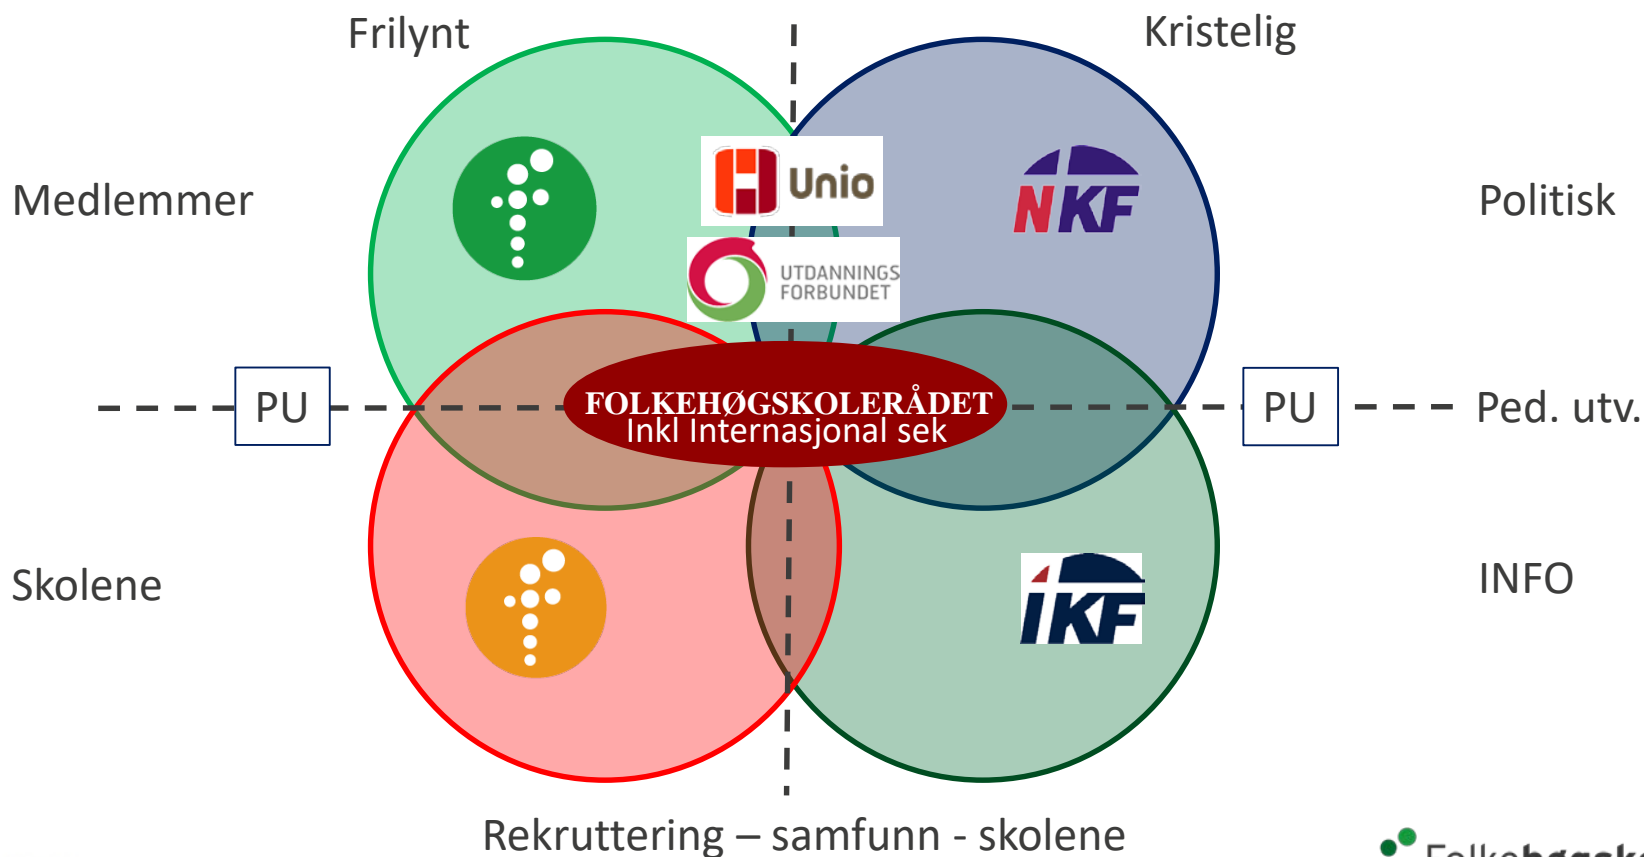 Frilynt
Kristelig
Medlemmer
Unio
NKF
Politisk
UTDANNINGS
FORBUNDET
PU
FOLKEHØGSKOLERÅDET
Inkl Internasjonal sek
PU
Ped. utv.
Skolene
IKF
INFO
Rekruttering – samfunn - skolene